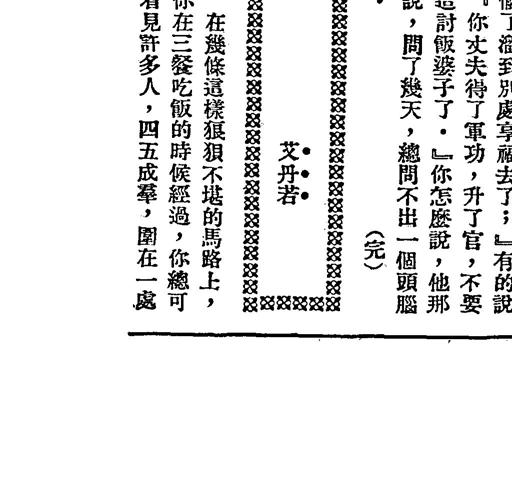 個了溜到別處享福去了；』有的說
『你丈夫得了軍功，升了官，不要
這討飯婆子了．』你怎麼說，他那
說，問了幾天，總問不出一個頭腦
．
（完）
艾丹若
在幾條這樣狼狽不堪的馬路上，
你在三餐吃飯的時候經過，你總可
看見許多人，四五成羣，圍在一處